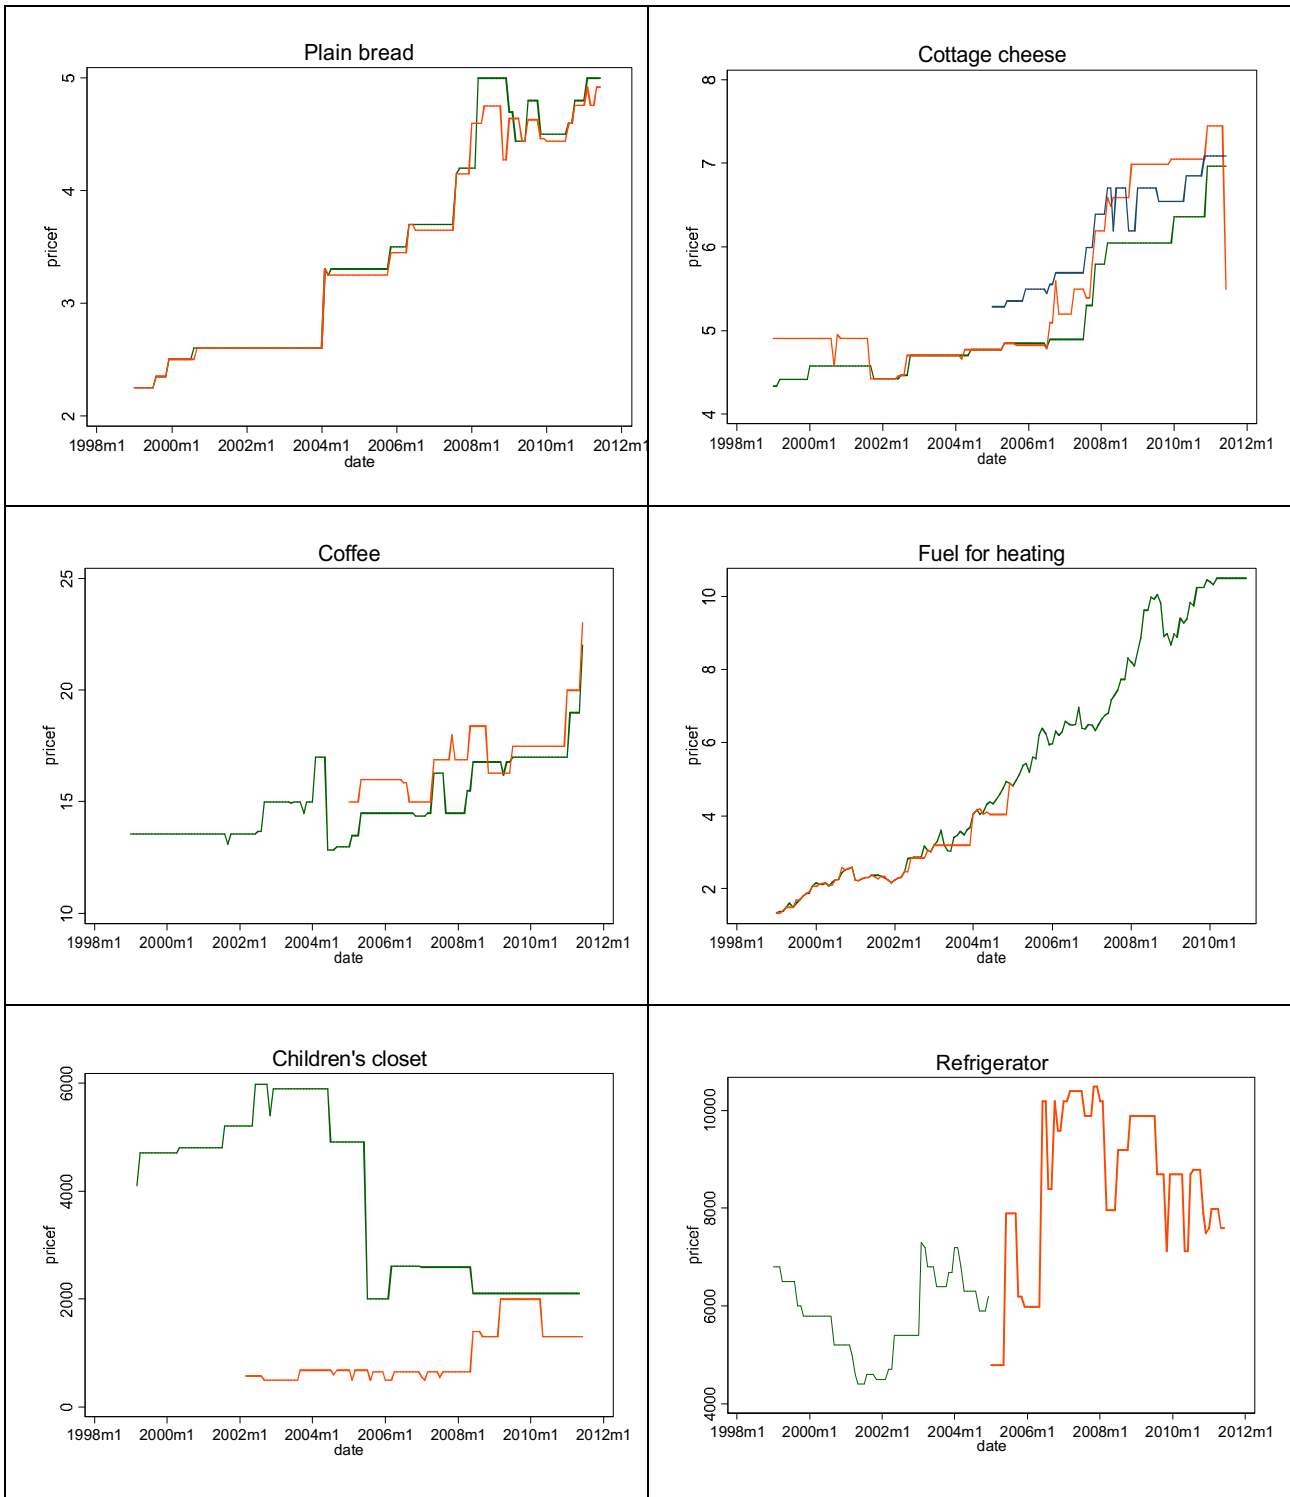 Plain bread
pricef
5
4
3
2
1998m1 2000m1 2002m1 2004m1 2006m1 2008m1 2010m1 2012m1
date
Cottage cheese
pricef
8
7
6
5
4
1998m1 2000m1 2002m1 2004m1 2006m1 2008m1 2010m1 2012m1
date
Coffee
pricef
25
20
15
10
1998m1 2000m1 2002m1 2004m1 2006m1 2008m1 2010m1 2012m1
date
Fuel for heating
pricef
10
8
6
4
2
1998m1 2000m1 2002m1 2004m1 2006m1 2008m1 2010m1
date
Children's closet
pricef
6000
4000
2000
0
1998m1 2000m1 2002m1 2004m1 2006m1 2008m1 2010m1 2012m1
date
Refrigerator
pricef
10000
8000
6000
4000
1998m1 2000m1 2002m1 2004m1 2006m1 2008m1 2010m1 2012m1
date